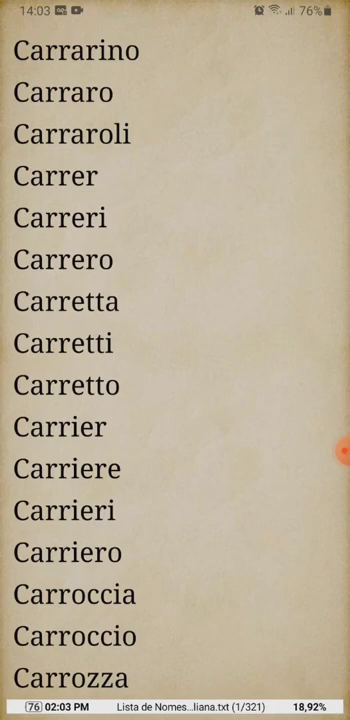 14:03 76%
Carrarino
Carraro
Carraroli
Carrer
Carreri
Carrero
Carretta
Carretti
Carretto
Carrier
Carriere
Carrieri
Carriero
Carroccia
Carroccio
Carrozza
76 02:03 PM Lista de Nomes...liana.txt (1/321) 18,92%